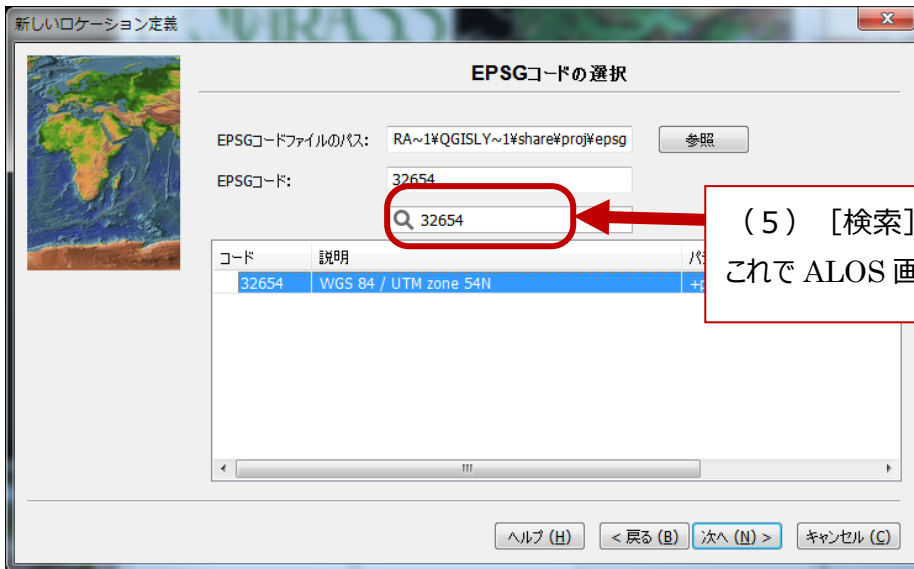 新しいロケーション定義
EPSGコードの選択
EPSGコードファイルのパス: RA~1¥QGISLY~1¥share¥proj¥epsg 参照
EPSGコード: 32654
32654
（５）［検索］
これで ALOS 画
コード 説明
32654 WGS 84 / UTM zone 54N
ヘルプ (H) < 戻る (B) 次へ (N) > キャンセル (C)